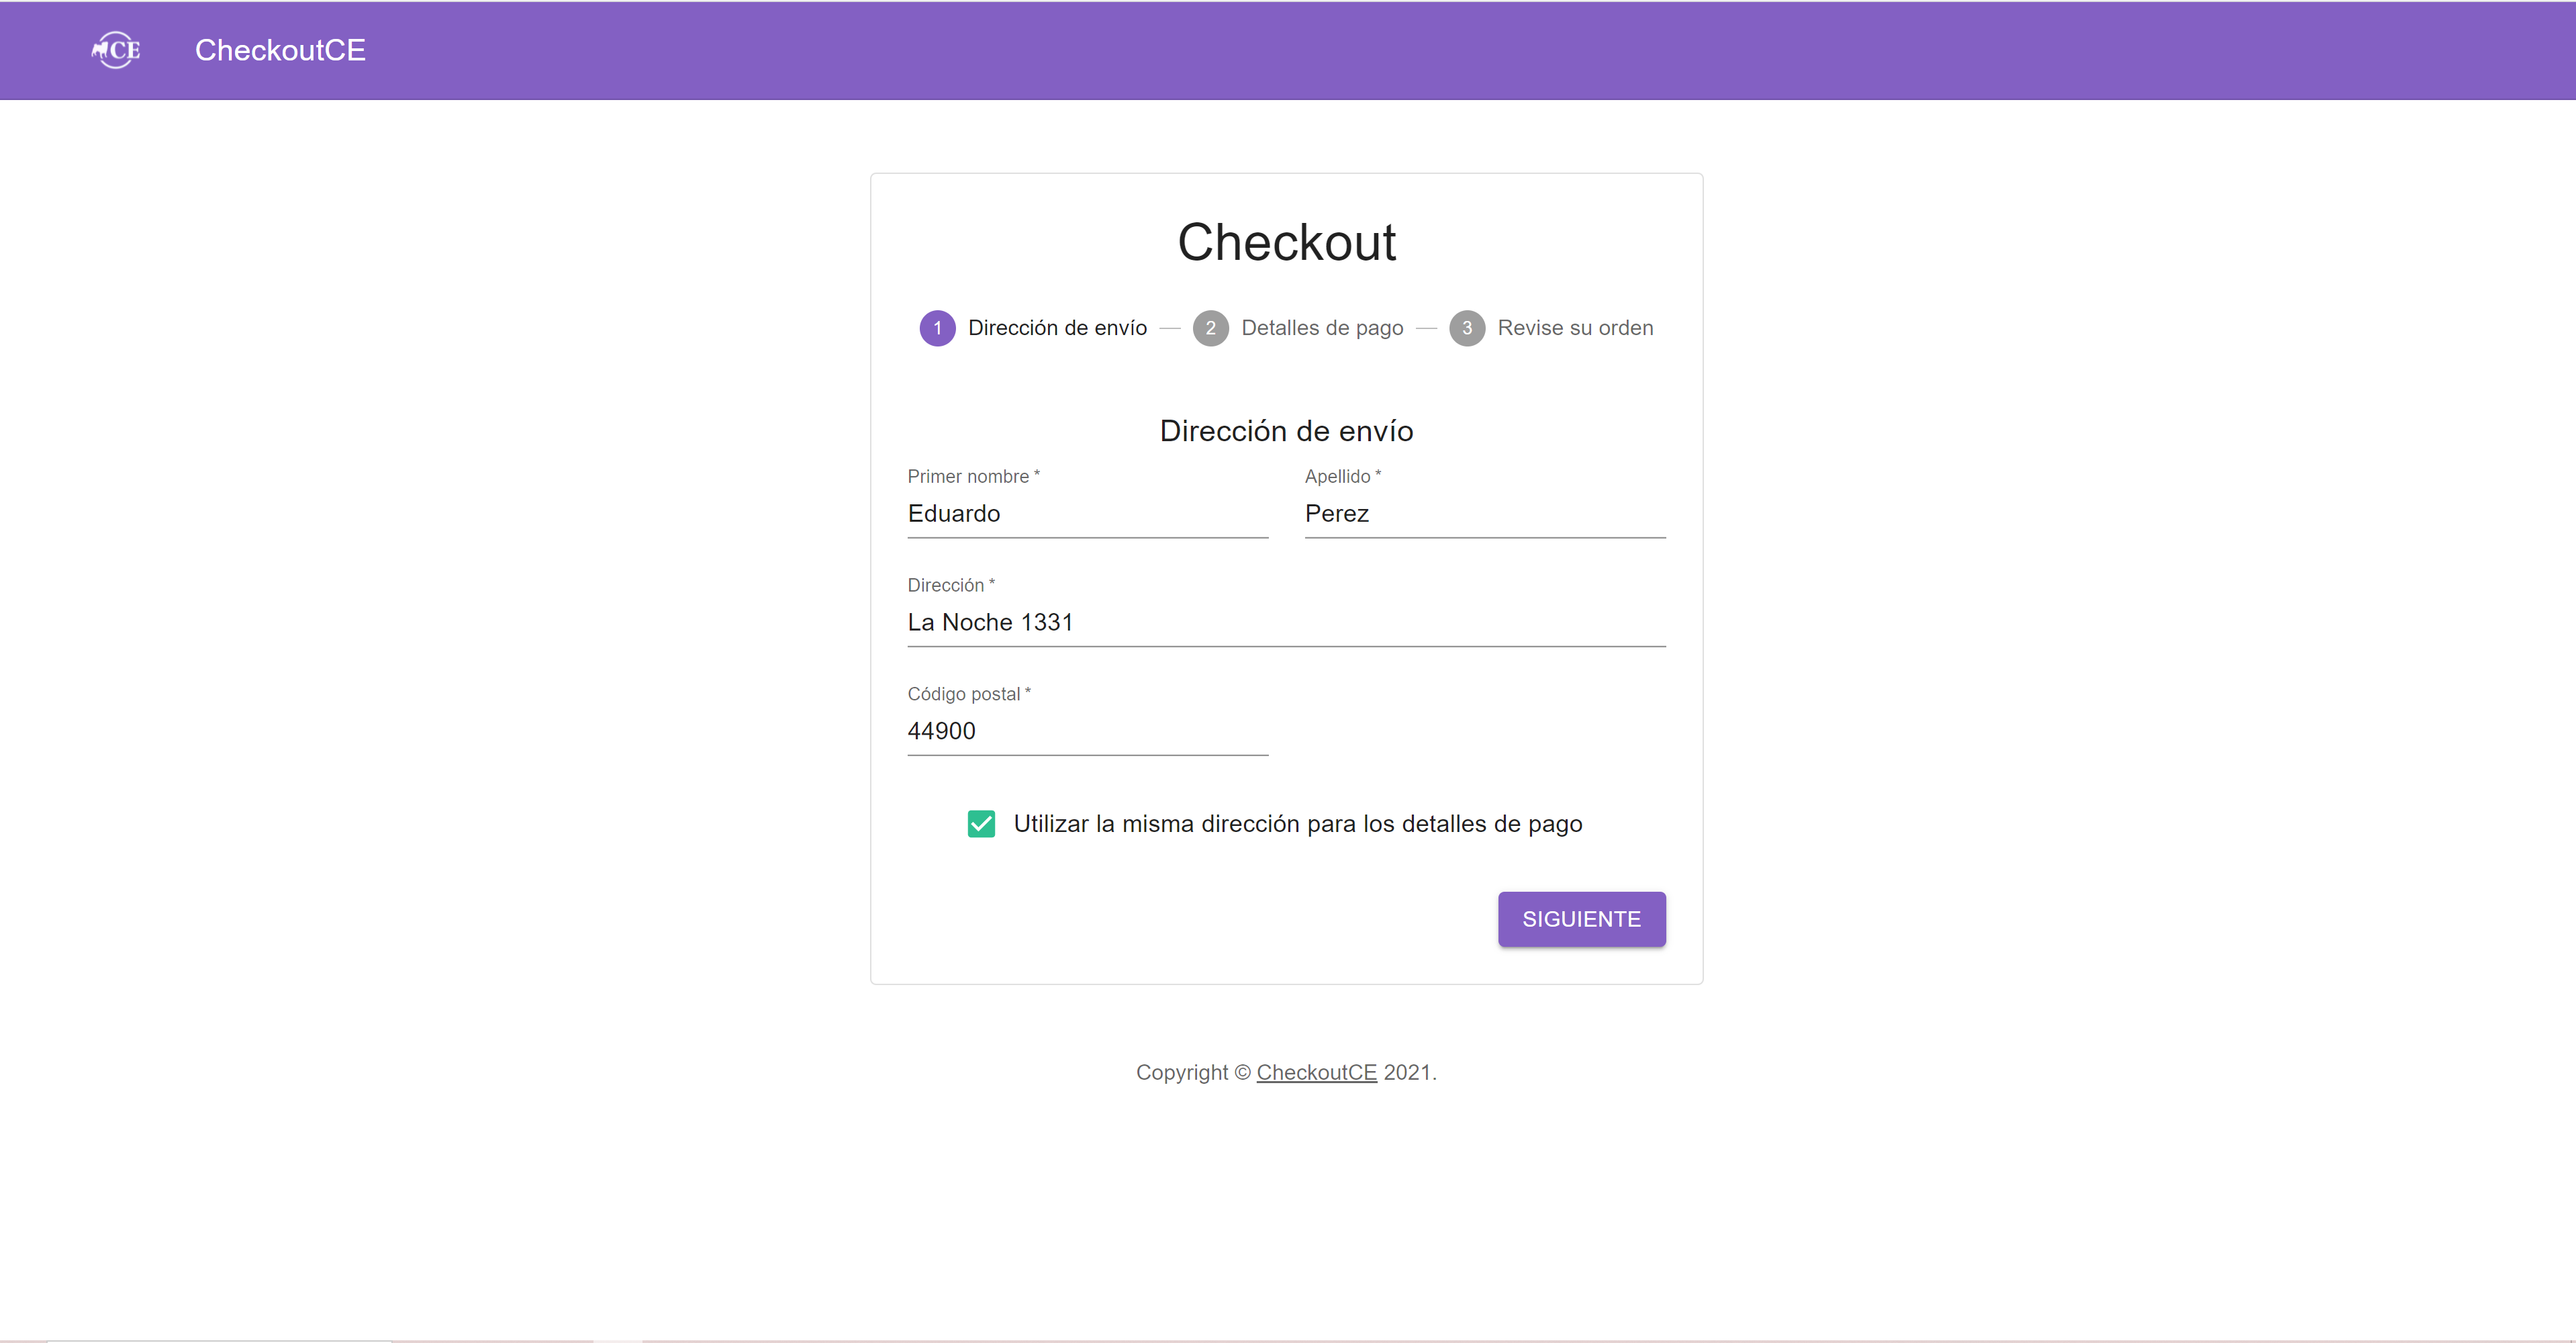 CE CheckoutCE
Checkout
1 Dirección de envío 2 Detalles de pago 3 Revise su orden
Dirección de envío
Primer nombre * Apellido *
Eduardo Perez
Dirección *
La Noche 1331
Código postal *
44900
Utilizar la misma dirección para los detalles de pago
SIGUIENTE
Copyright © CheckoutCE 2021.